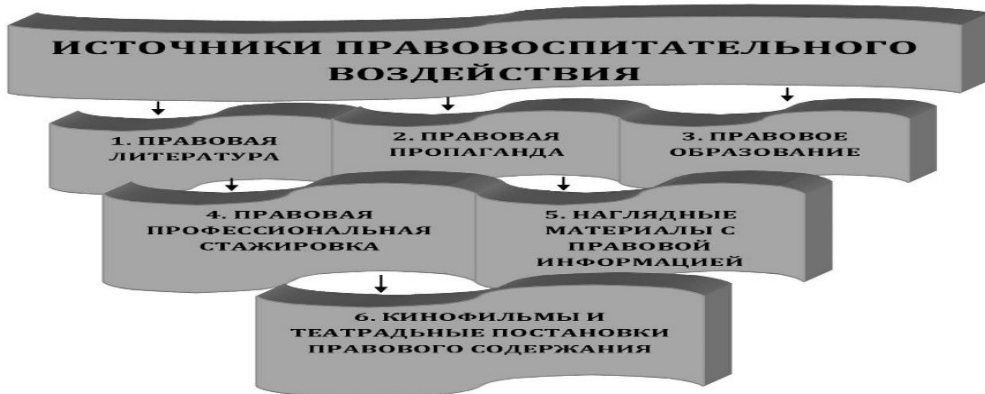 ИСТОЧНИКИ ПРАВОВОСПИТАТЕЛЬНОГО
ВОЗДЕЙСТВИЯ
1. ПРАВОВАЯ
ЛИТЕРАТУРА
2. ПРАВОВАЯ
ПРОПАГАНДА
3. ПРАВОВОЕ
ОБРАЗОВАНИЕ
4. ПРАВОВАЯ
ПРОФЕССИОНАЛЬНАЯ
СТАЖИРОВКА
5. НАГЛЯДНЫЕ
МАТЕРИАЛЫ С
ПРАВОВОЙ
ИНФОРМАЦИЕЙ
6. КИНОФИЛЬМЫ И
ТЕАТРАДЬНЫЕ ПОСТАНОВКИ
ПРАВОВОГО СОДЕРЖАНИЯ